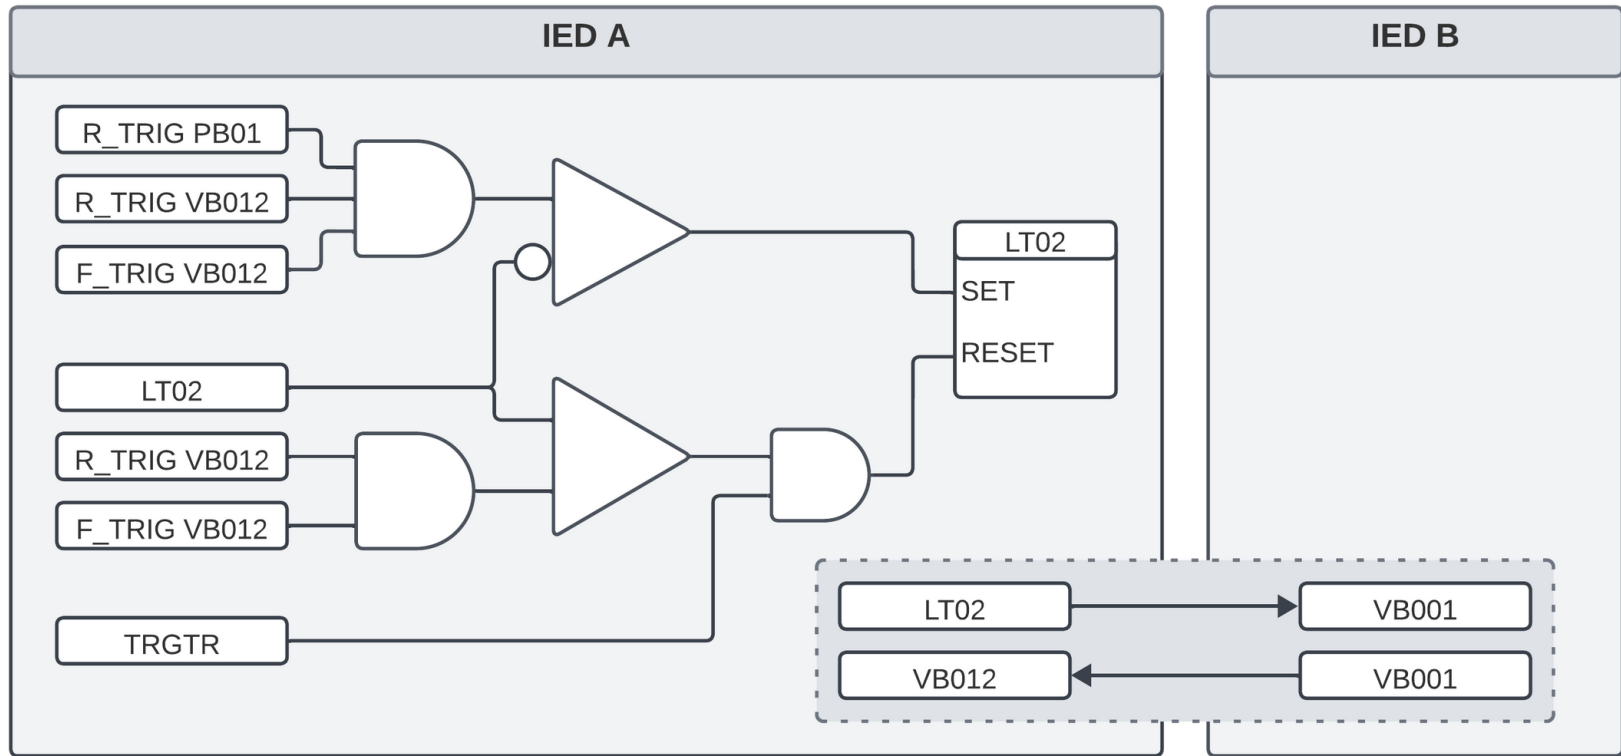 IED A
IED B
R_TRIG PB01
R_TRIG VB012
F_TRIG VB012
LT02
SET
RESET
LT02
R_TRIG VB012
F_TRIG VB012
TRGTR
LT02
VB001
VB012
VB001